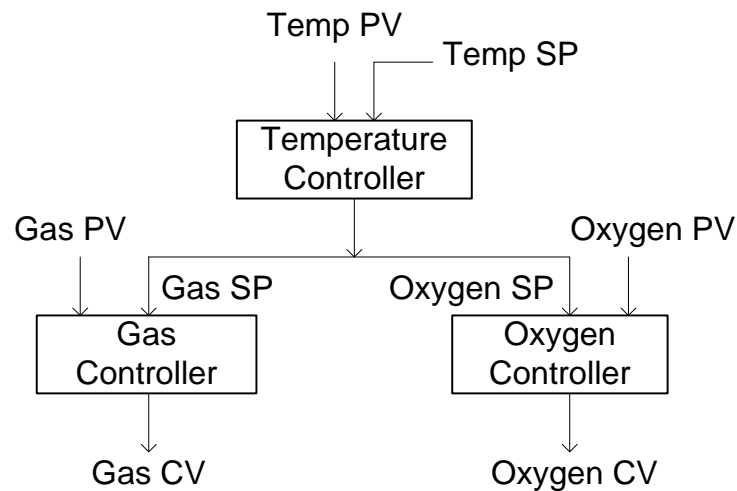 Temp PV
Temp SP
Temperature
Controller
Gas PV
Oxygen PV
Gas SP
Oxygen SP
Gas
Controller
Oxygen
Controller
Gas CV
Oxygen CV